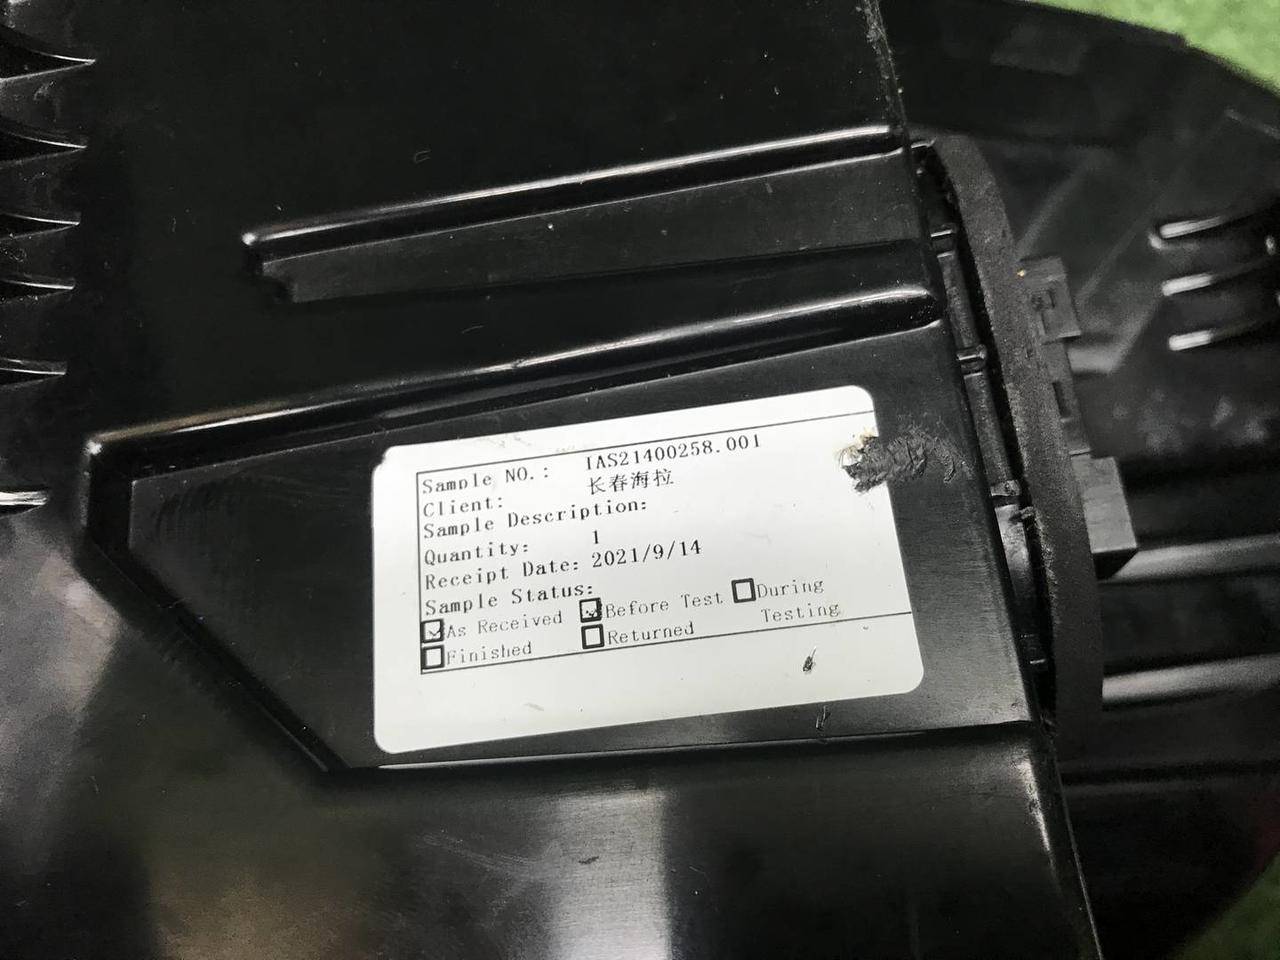 Sample NO.: IAS21400258.001
Client: 长春海拉
Sample Description:
Quantity: 1
Receipt Date: 2021/9/14
Sample Status:
☑As Received ☑Before Test ☐During Testing
☐Finished ☐Returned